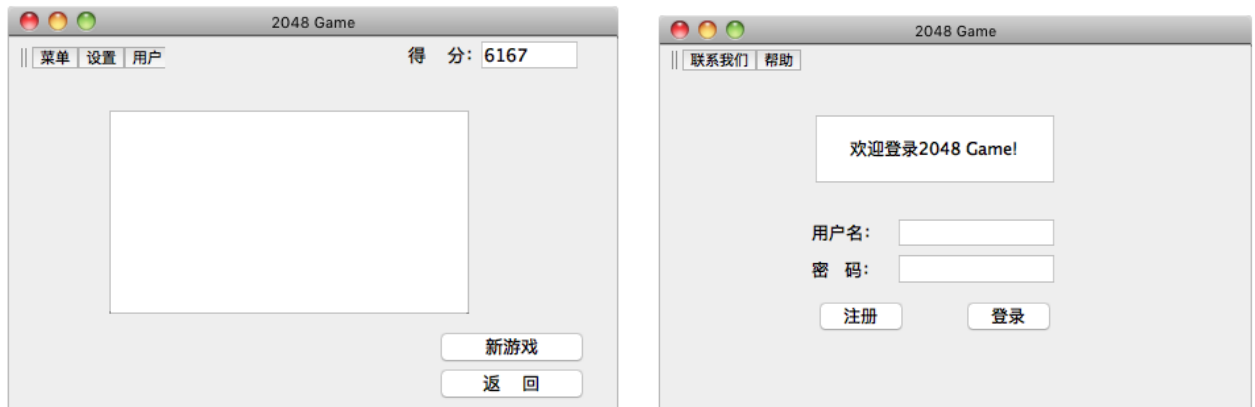 2048 Game
菜单 设置 用户 得 分: 6167
新游戏
返 回
2048 Game
联系我们 帮助
欢迎登录2048 Game!
用户名:
密 码:
注册 登录